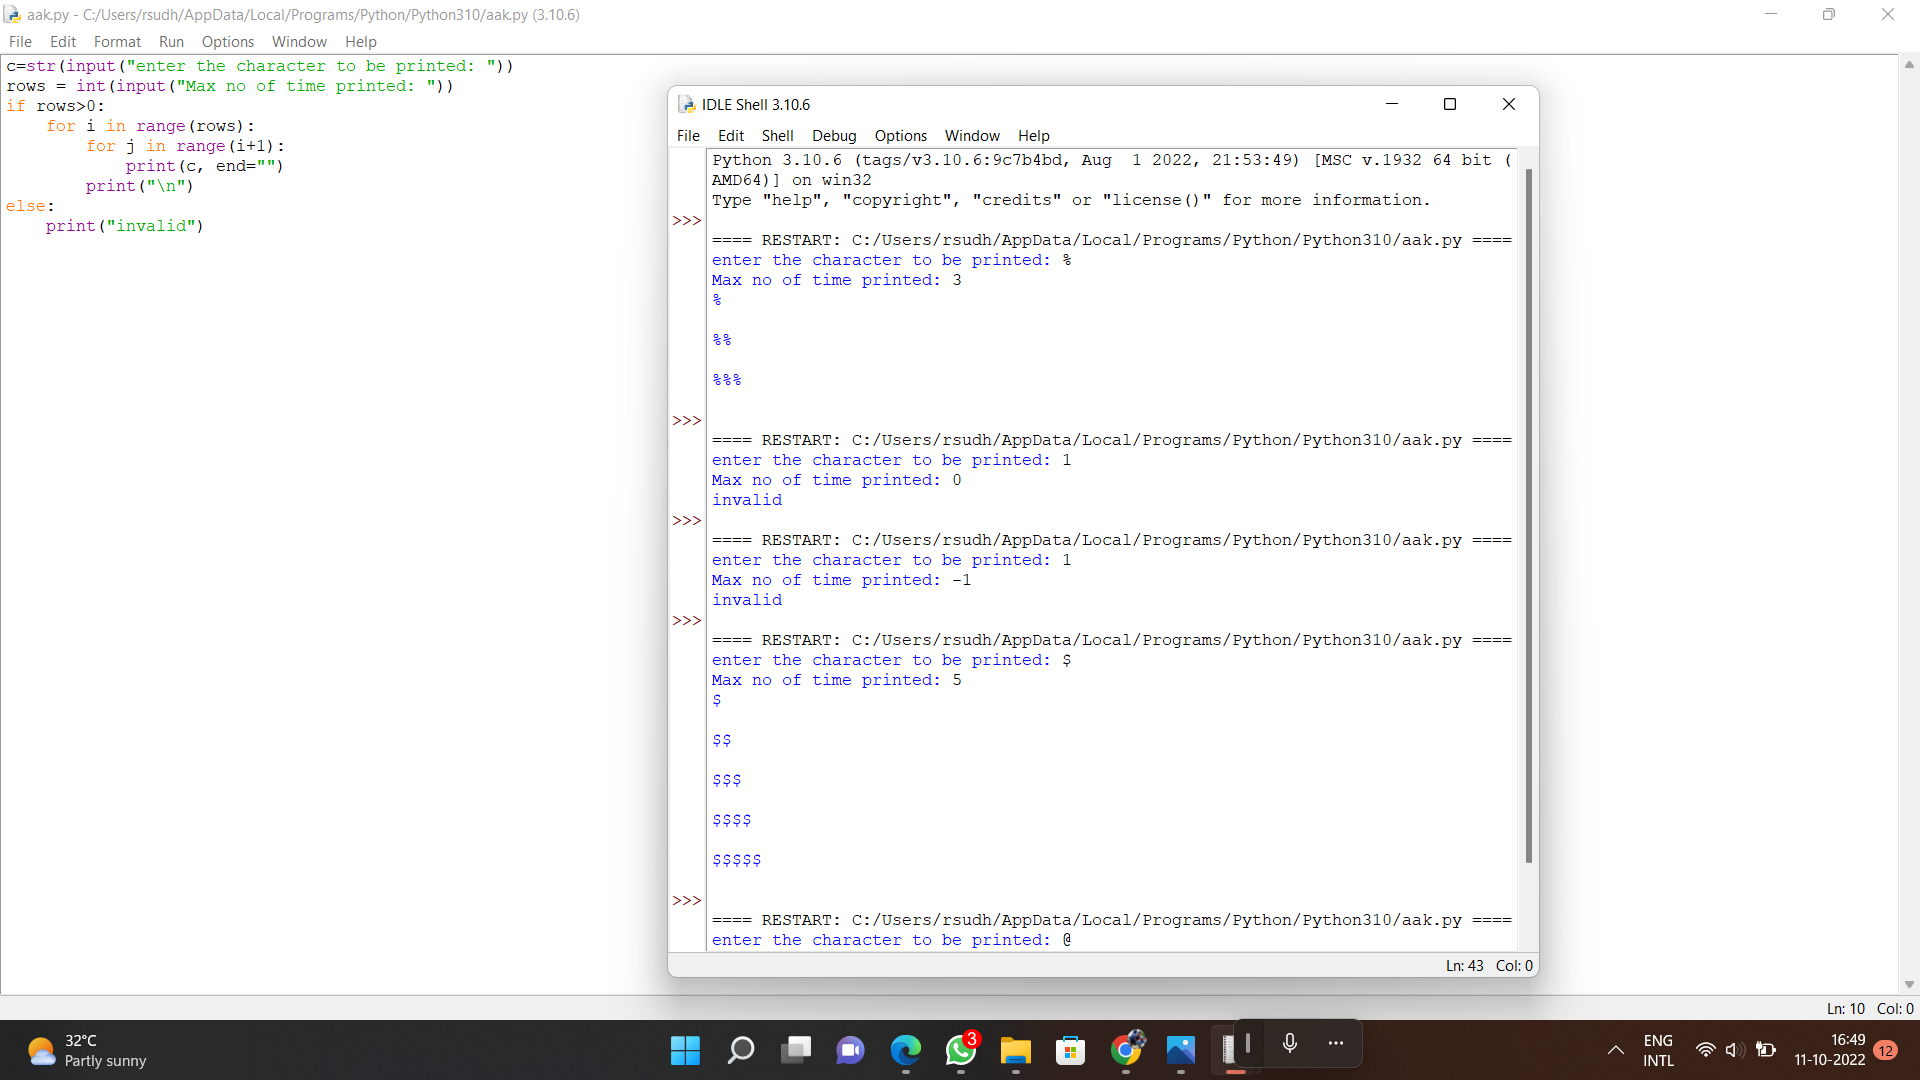 aak.py - C:/Users/rsudh/AppData/Local/Programs/Python/Python310/aak.py (3.10.6)
File Edit Format Run Options Window Help
c=str(input("enter the character to be printed: "))
rows = int(input("Max no of time printed: "))
if rows>0:
    for i in range(rows):
        for j in range(i+1):
            print(c, end="")
        print("\n")
else:
    print("invalid")
IDLE Shell 3.10.6
File Edit Shell Debug Options Window Help
Python 3.10.6 (tags/v3.10.6:9c7b4bd, Aug  1 2022, 21:53:49) [MSC v.1932 64 bit (
AMD64)] on win32
Type "help", "copyright", "credits" or "license()" for more information.
>>>
==== RESTART: C:/Users/rsudh/AppData/Local/Programs/Python/Python310/aak.py ====
enter the character to be printed: %
Max no of time printed: 3
%
%%
%%%
>>>
==== RESTART: C:/Users/rsudh/AppData/Local/Programs/Python/Python310/aak.py ====
enter the character to be printed: 1
Max no of time printed: 0
invalid
>>>
==== RESTART: C:/Users/rsudh/AppData/Local/Programs/Python/Python310/aak.py ====
enter the character to be printed: 1
Max no of time printed: -1
invalid
>>>
==== RESTART: C:/Users/rsudh/AppData/Local/Programs/Python/Python310/aak.py ====
enter the character to be printed: $
Max no of time printed: 5
$
$$
$$$
$$$$
$$$$$
>>>
==== RESTART: C:/Users/rsudh/AppData/Local/Programs/Python/Python310/aak.py ====
enter the character to be printed: @
Ln: 43 Col: 0
Ln: 10 Col: 0
32°C
Partly sunny
3
ENG
INTL
16:49
11-10-2022
12